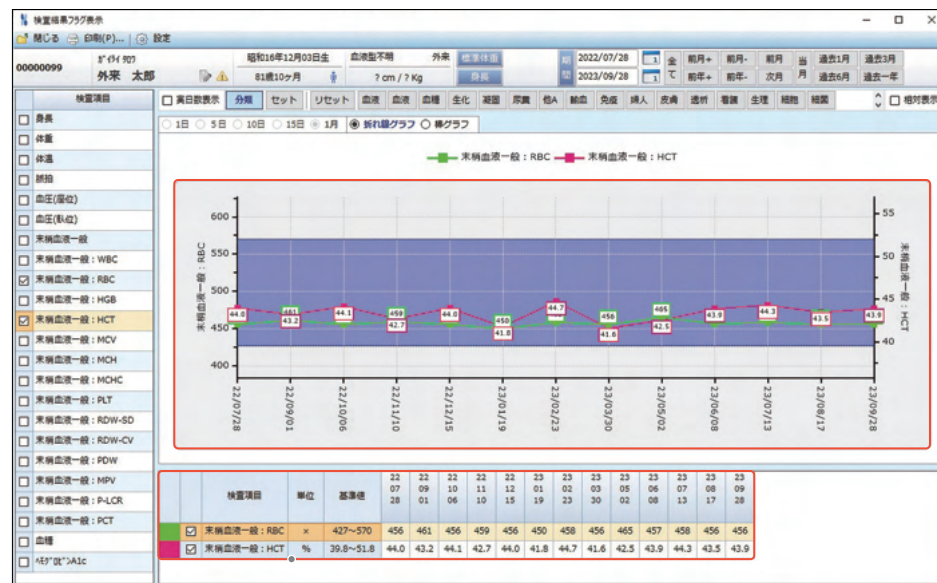 検査結果フラグ表示
閉じる 印刷(P)... 設定
00000099
外来 太郎
昭和16年12月03日生 血液型不明 外来
81歳10ヶ月 ? cm / ? Kg
標準体重
身長
期間
2022/07/28
2023/09/28
全て
前月+ 前月- 前月 当月 過去1月 過去3月
前年+ 前年- 次月 過去6月 過去一年
検査項目
身長
体重
体温
脈拍
血圧(座位)
血圧(臥位)
末梢血液一般
末梢血液一般:WBC
末梢血液一般:RBC
末梢血液一般:HGB
末梢血液一般:HCT
末梢血液一般:MCV
末梢血液一般:MCH
末梢血液一般:MCHC
末梢血液一般:PLT
末梢血液一般:RDW-SD
末梢血液一般:RDW-CV
末梢血液一般:PDW
末梢血液一般:MPV
末梢血液一般:P-LCR
末梢血液一般:PCT
血糖
ﾍﾓｸﾞﾛﾋﾞﾝA1c
実日数表示 分類 セット リセット 血液 血液 血糖 生化 凝固 尿糞 他A 輸血 免疫 婦人 皮膚 透析 看護 生理 細胞 細菌 相対表示
1日 5日 10日 15日 1月 折れ線グラフ 棒グラフ
末梢血液一般:RBC 末梢血液一般:HCT
末梢血液一般:RBC
600
550
500
450
400
末梢血液一般:HCT
55
50
45
40
44.0 461 43.2 44.1 459 42.7 44.0 450 41.8 44.7 456 41.6 465 42.5 43.9 44.3 43.5 43.9
22/07/28 22/09/01 22/10/06 22/11/10 22/12/15 23/01/19 23/02/23 23/03/30 23/05/02 23/06/08 23/07/13 23/08/17 23/09/28
検査項目 単位 基準値 22 07 28 22 09 01 22 10 06 22 11 10 22 12 15 23 01 19 23 02 23 23 03 30 23 05 02 23 06 08 23 07 13 23 08 17 23 09 28
末梢血液一般:RBC × 427～570 456 461 456 459 456 450 458 456 465 457 458 456 456
末梢血液一般:HCT % 39.8～51.8 44.0 43.2 44.1 42.7 44.0 41.8 44.7 41.6 42.5 43.9 44.3 43.5 43.9